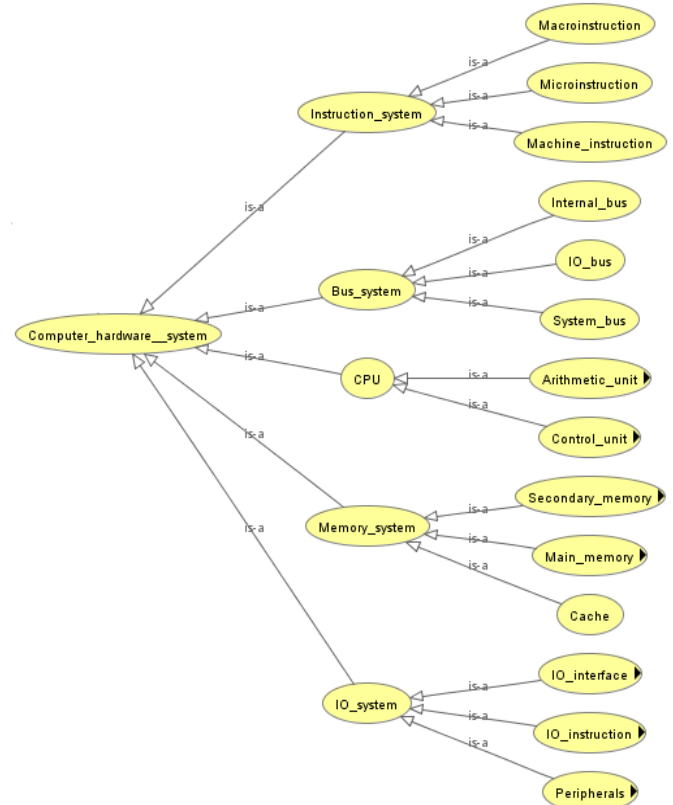 Macroinstruction
is-a
Microinstruction
is-a
Instruction_system
is-a
Machine_instruction
Internal_bus
is-a
is-a
IO_bus
is-a
Bus_system
is-a
System_bus
is-a
Computer_hardware__system
is-a
CPU
is-a
Arithmetic_unit
is-a
Control_unit
is-a
Secondary_memory
is-a
Memory_system
is-a
is-a
Main_memory
is-a
Cache
IO_interface
is-a
IO_system
is-a
IO_instruction
is-a
Peripherals